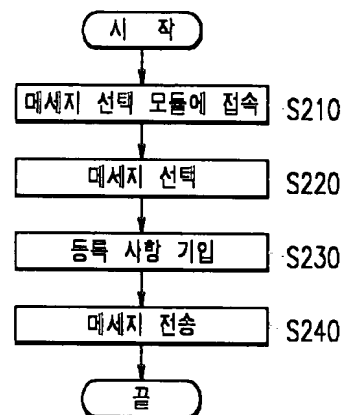 시 작
메세지 선택 모듈에 접속 S210
메세지 선택 S220
등록 사항 기입 S230
메세지 전송 S240
끝